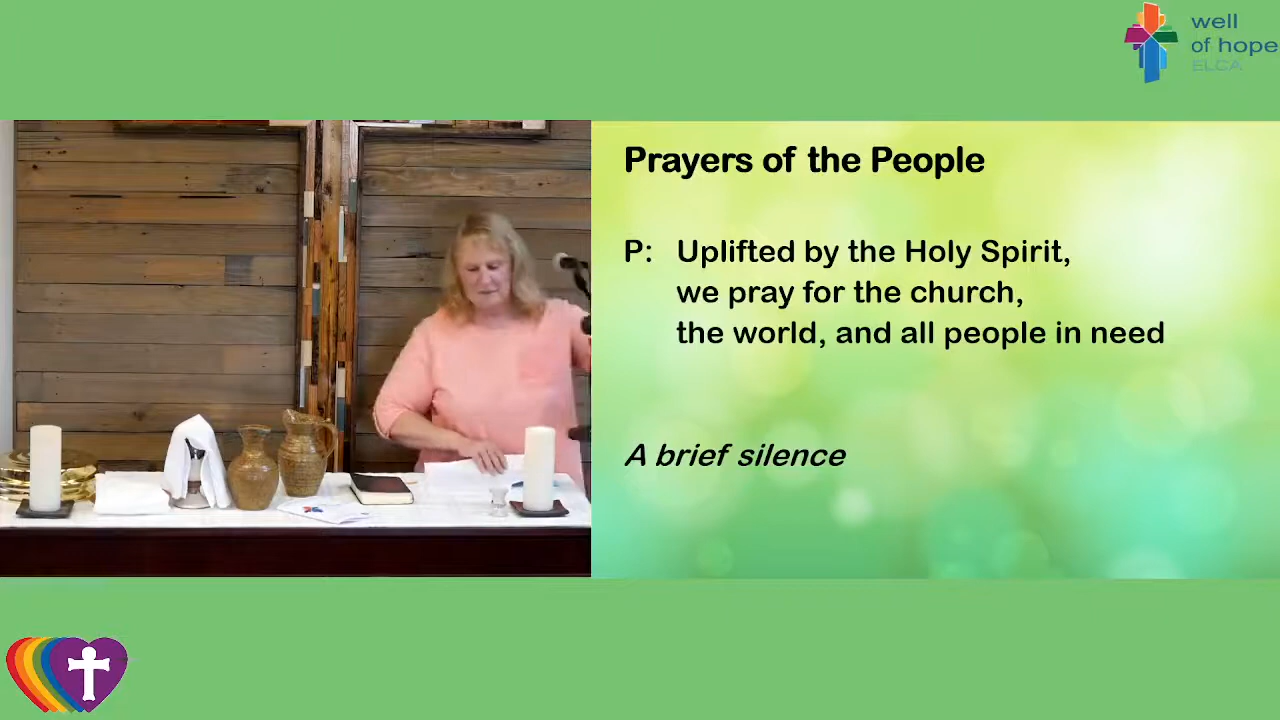 well
of hope
ELCA
Prayers of the People
P: Uplifted by the Holy Spirit,
we pray for the church,
the world, and all people in need
A brief silence